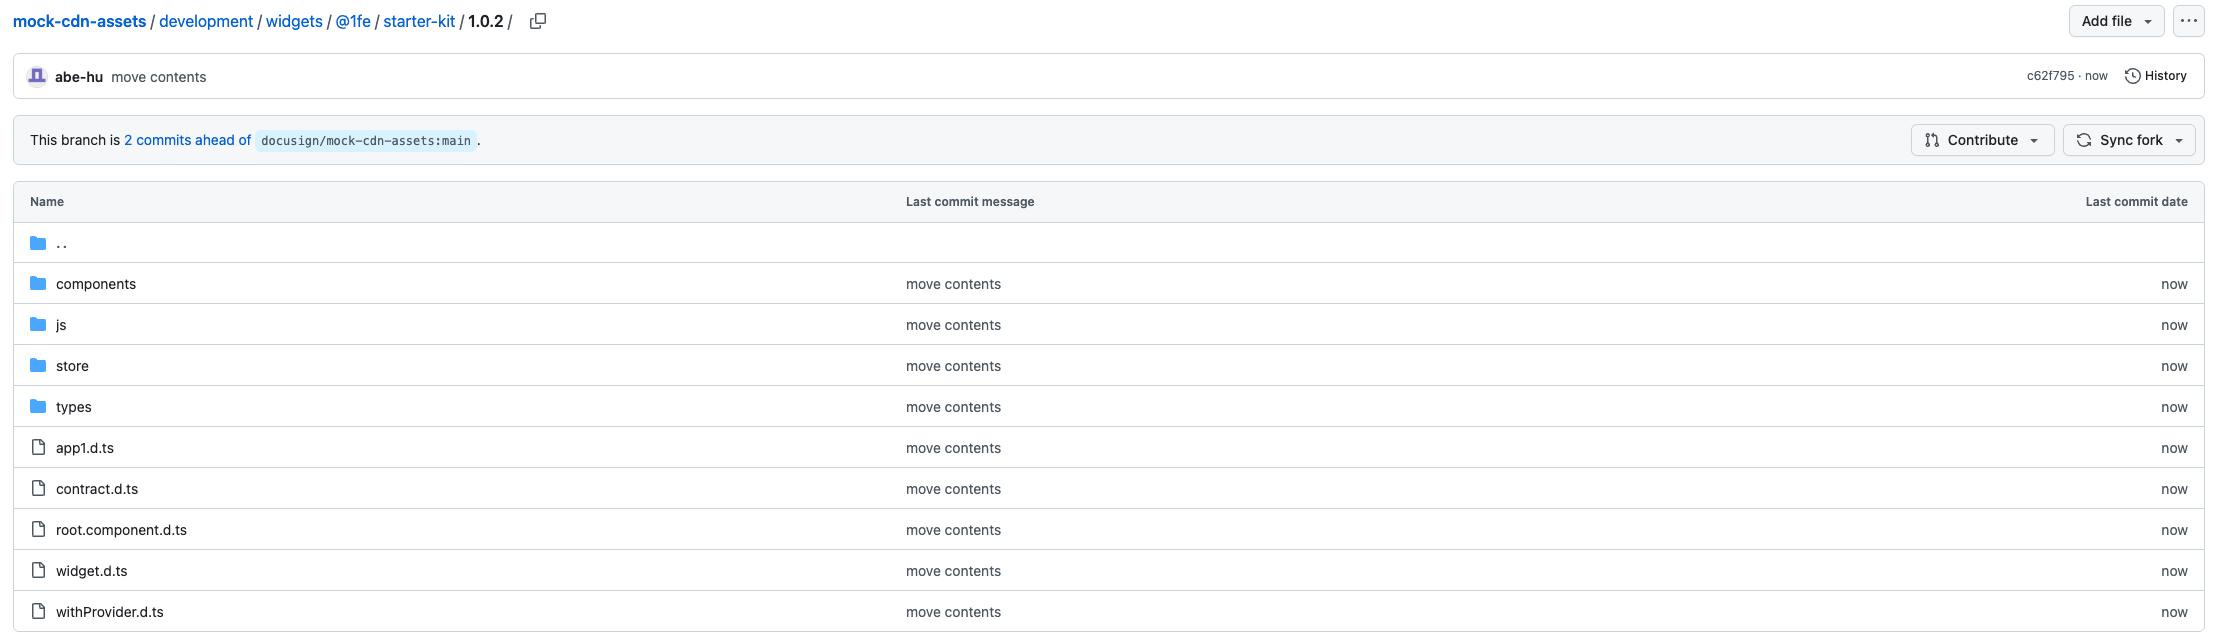 mock-cdn-assets / development / widgets / @1fe / starter-kit / 1.0.2 /
Add file
abe-hu move contents
c62f795 · now
History
This branch is 2 commits ahead of docusign/mock-cdn-assets:main.
Contribute
Sync fork
Name Last commit message Last commit date
..
components move contents now
js move contents now
store move contents now
types move contents now
app1.d.ts move contents now
contract.d.ts move contents now
root.component.d.ts move contents now
widget.d.ts move contents now
withProvider.d.ts move contents now